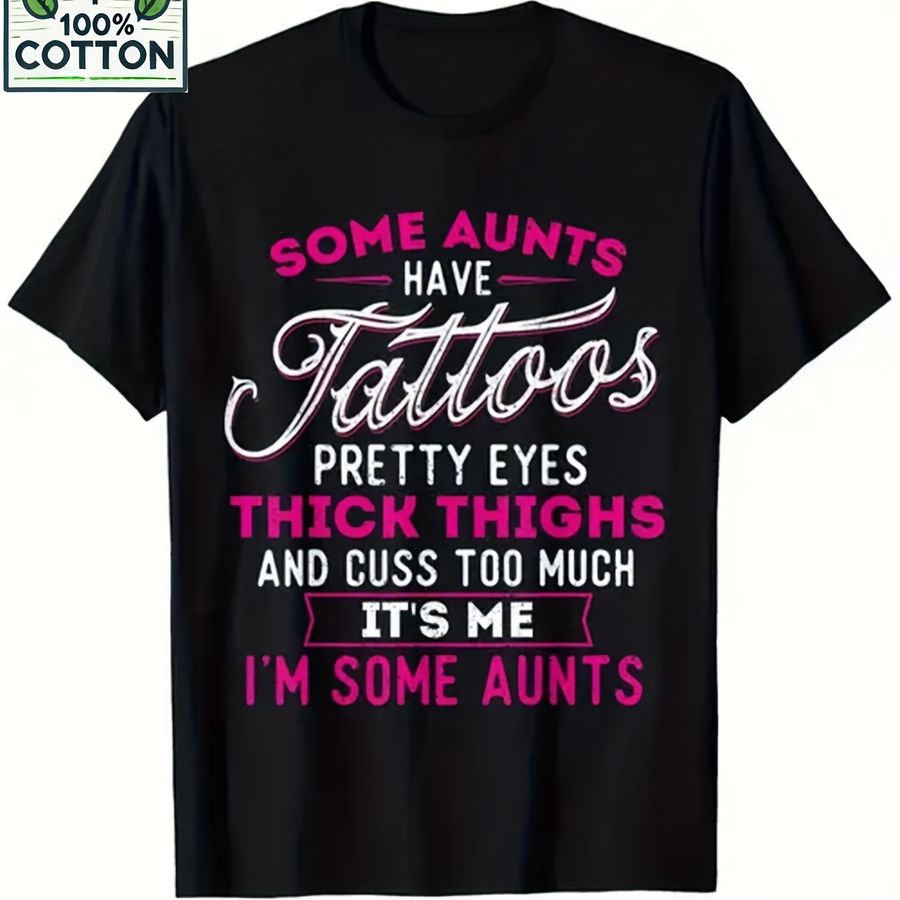 100%
COTTON
SOME AUNTS
HAVE
Tattoos
PRETTY EYES
THICK THIGHS
AND CUSS TOO MUCH
IT'S ME
I'M SOME AUNTS